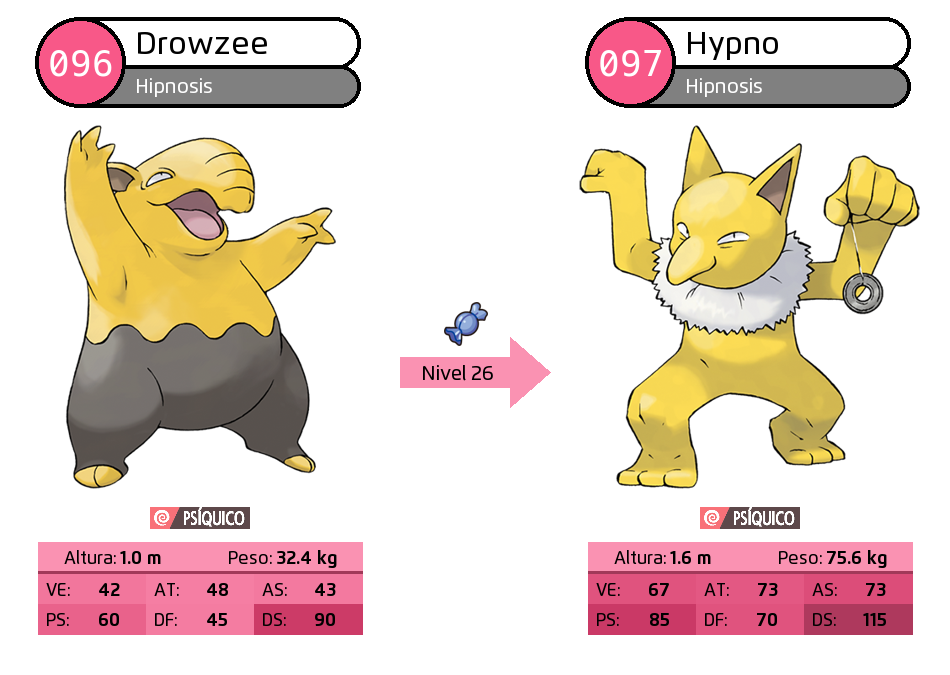 096 Drowzee
Hipnosis
097 Hypno
Hipnosis
Nivel 26
PSÍQUICO
Altura: 1.0 m Peso: 32.4 kg
VE: 42 AT: 48 AS: 43
PS: 60 DF: 45 DS: 90
PSÍQUICO
Altura: 1.6 m Peso: 75.6 kg
VE: 67 AT: 73 AS: 73
PS: 85 DF: 70 DS: 115